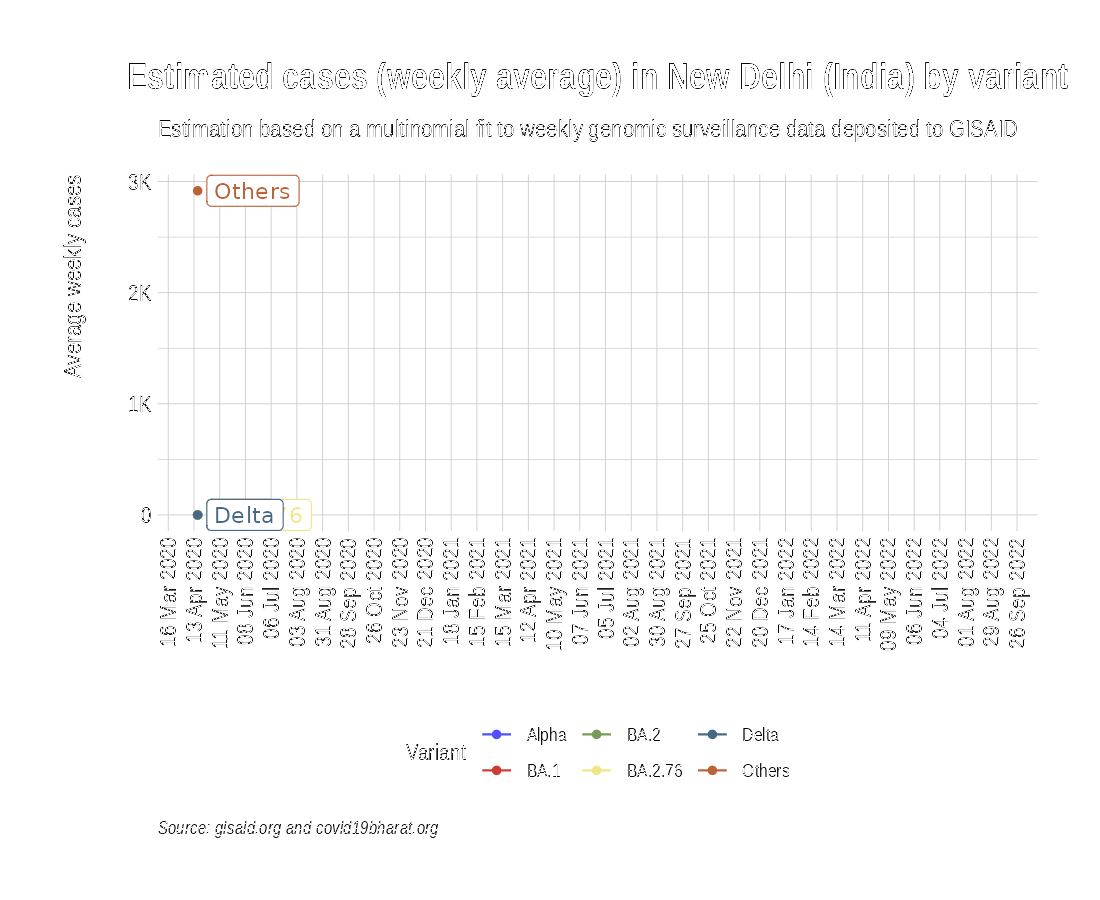 Estimated cases (weekly average) in New Delhi (India) by variant
Estimation based on a multinomial fit to weekly genomic surveillance data deposited to GISAID
Average weekly cases
3K
2K
1K
0
Others
Delta
76
16 Mar 2020
13 Apr 2020
11 May 2020
08 Jun 2020
06 Jul 2020
03 Aug 2020
31 Aug 2020
28 Sep 2020
26 Oct 2020
23 Nov 2020
21 Dec 2020
18 Jan 2021
15 Feb 2021
15 Mar 2021
12 Apr 2021
10 May 2021
07 Jun 2021
05 Jul 2021
02 Aug 2021
30 Aug 2021
27 Sep 2021
25 Oct 2021
22 Nov 2021
20 Dec 2021
17 Jan 2022
14 Feb 2022
14 Mar 2022
11 Apr 2022
09 May 2022
06 Jun 2022
04 Jul 2022
01 Aug 2022
29 Aug 2022
26 Sep 2022
Variant
Alpha
BA.2
Delta
BA.1
BA.2.76
Others
Source: gisaid.org and covid19bharat.org